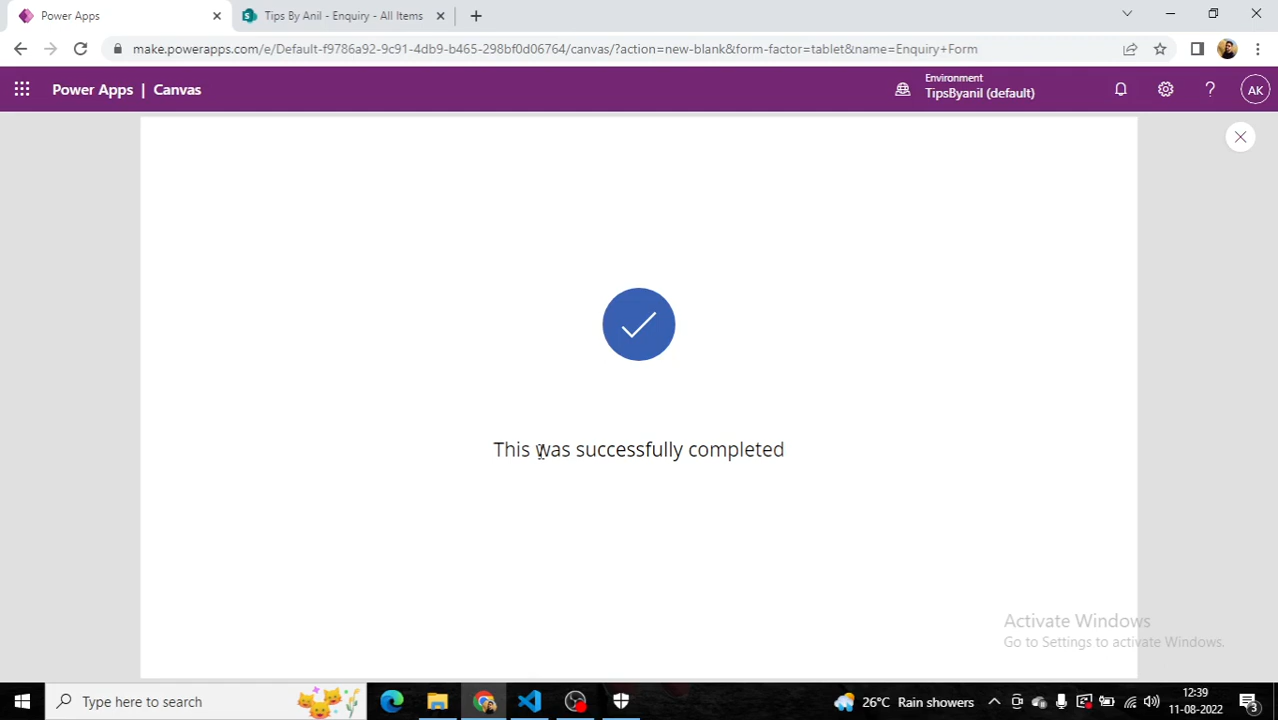 Power Apps
Tips By Anil - Enquiry - All Items
make.powerapps.com/e/Default-f9786a92-9c91-4db9-b465-298bf0d06764/canvas/?action=new-blank&form-factor=tablet&name=Enquiry+Form
Power Apps | Canvas
Environment
TipsByanil (default)
AK
This was successfully completed
Activate Windows
Go to Settings to activate Windows.
Type here to search
26°C Rain showers
12:39
11-08-2022
3